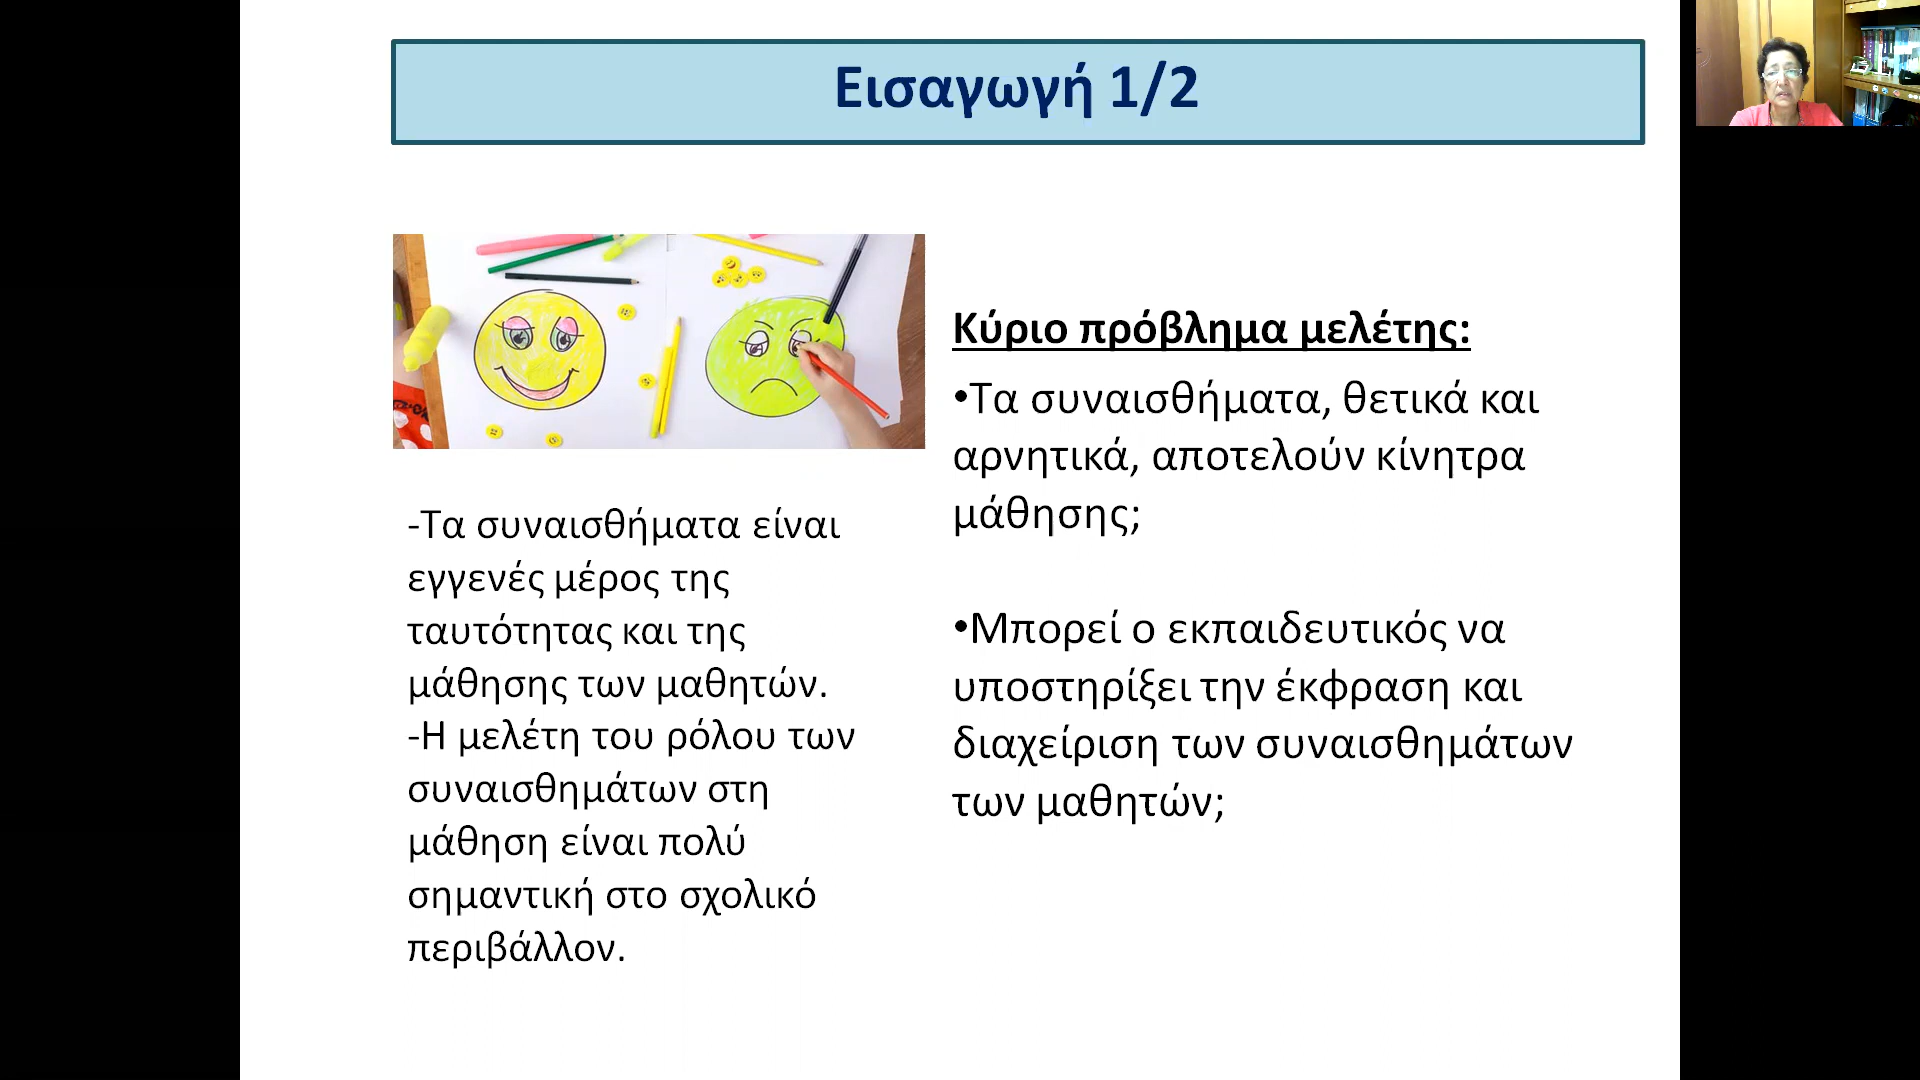 Εισαγωγή 1/2
-Τα συναισθήματα είναι
εγγενές μέρος της
ταυτότητας και της
μάθησης των μαθητών.
-Η μελέτη του ρόλου των
συναισθημάτων στη
μάθηση είναι πολύ
σημαντική στο σχολικό
περιβάλλον.
Κύριο πρόβλημα μελέτης:
•Τα συναισθήματα, θετικά και
αρνητικά, αποτελούν κίνητρα
μάθησης;
•Μπορεί ο εκπαιδευτικός να
υποστηρίξει την έκφραση και
διαχείριση των συναισθημάτων
των μαθητών;